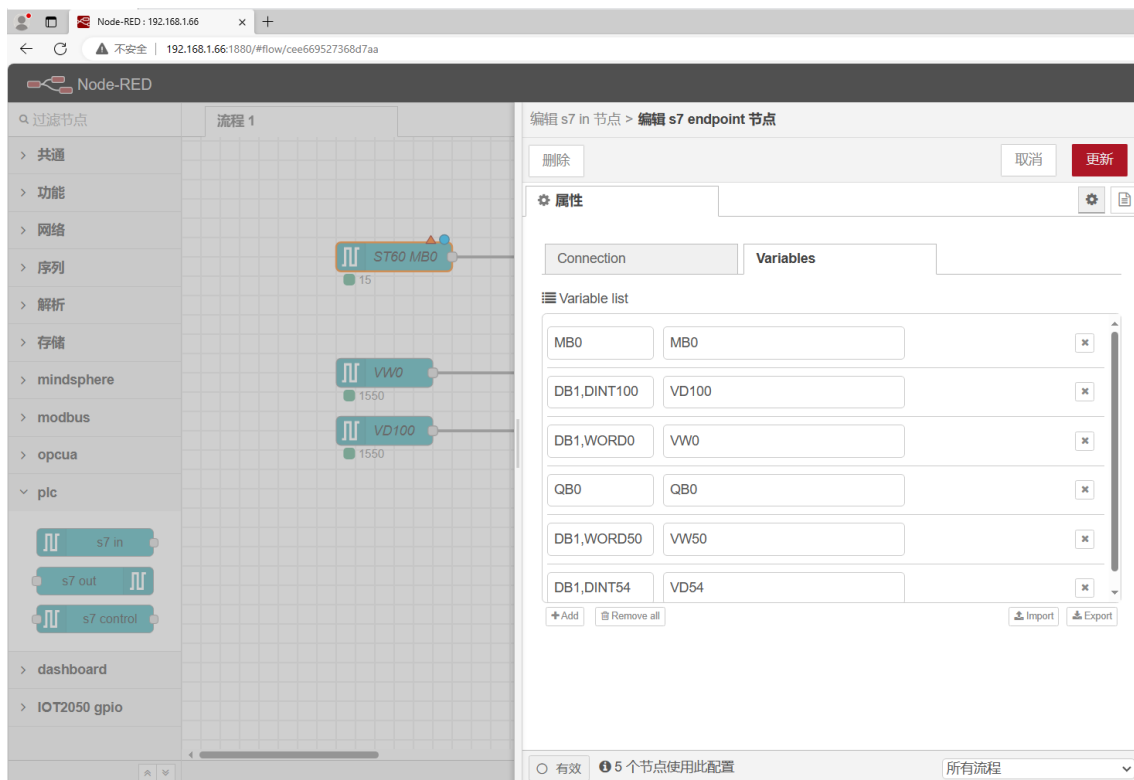 Node-RED : 192.168.1.66
不安全 192.168.1.66:1880/#flow/cee669527368d7aa
Node-RED
过滤节点
共通
功能
网络
序列
解析
存储
mindsphere
modbus
opcua
plc
s7 in
s7 out
s7 control
dashboard
IOT2050 gpio
流程 1
ST60 MB0
15
VW0
1550
VD100
1550
编辑 s7 in 节点 > 编辑 s7 endpoint 节点
删除 取消 更新
属性
Connection Variables
Variable list
MB0 MB0
DB1,DINT100 VD100
DB1,WORD0 VW0
QB0 QB0
DB1,WORD50 VW50
DB1,DINT54 VD54
Add Remove all Import Export
有效 5 个节点使用此配置 所有流程